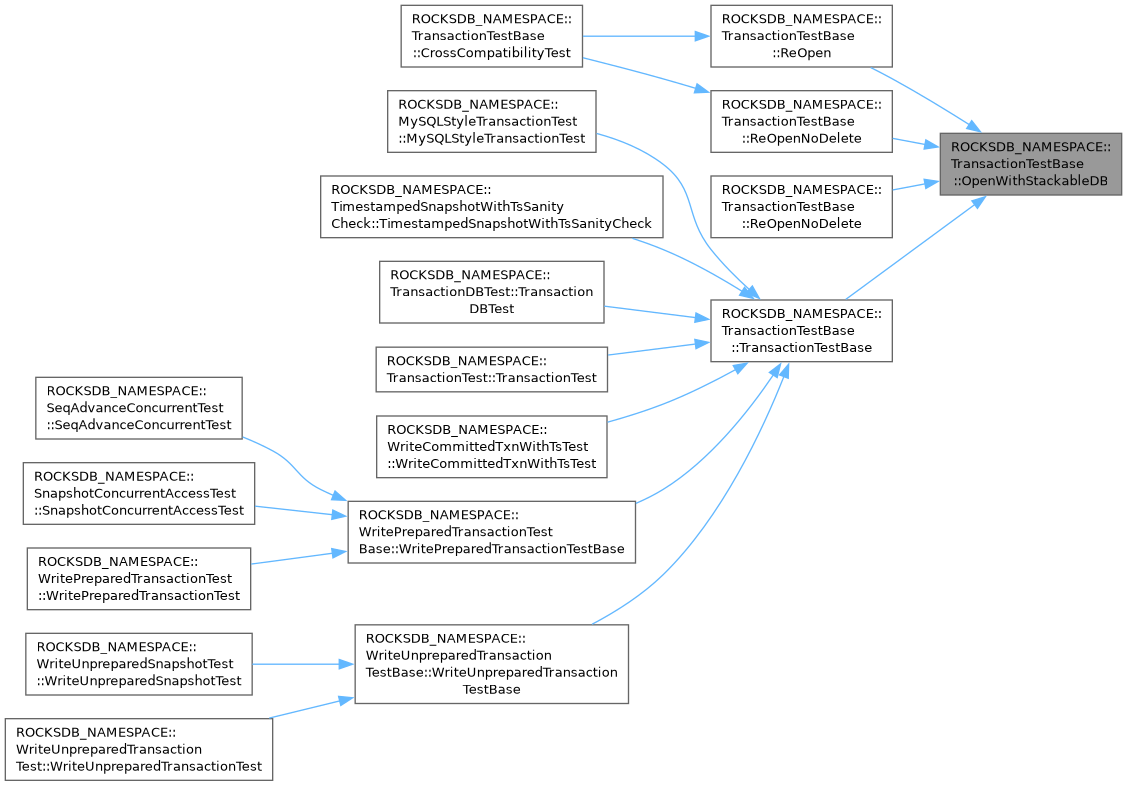 ROCKSDB_NAMESPACE::
TransactionTestBase
::CrossCompatibilityTest
ROCKSDB_NAMESPACE::
TransactionTestBase
::ReOpen
ROCKSDB_NAMESPACE::
MySQLStyleTransactionTest
::MySQLStyleTransactionTest
ROCKSDB_NAMESPACE::
TransactionTestBase
::ReOpenNoDelete
ROCKSDB_NAMESPACE::
TransactionTestBase
::OpenWithStackableDB
ROCKSDB_NAMESPACE::
TimestampedSnapshotWithTsSanity
Check::TimestampedSnapshotWithTsSanityCheck
ROCKSDB_NAMESPACE::
TransactionTestBase
::ReOpenNoDelete
ROCKSDB_NAMESPACE::
TransactionDBTest::Transaction
DBTest
ROCKSDB_NAMESPACE::
TransactionTestBase
::TransactionTestBase
ROCKSDB_NAMESPACE::
TransactionTest::TransactionTest
ROCKSDB_NAMESPACE::
SeqAdvanceConcurrentTest
::SeqAdvanceConcurrentTest
ROCKSDB_NAMESPACE::
WriteCommittedTxnWithTsTest
::WriteCommittedTxnWithTsTest
ROCKSDB_NAMESPACE::
SnapshotConcurrentAccessTest
::SnapshotConcurrentAccessTest
ROCKSDB_NAMESPACE::
WritePreparedTransactionTest
Base::WritePreparedTransactionTestBase
ROCKSDB_NAMESPACE::
WritePreparedTransactionTest
::WritePreparedTransactionTest
ROCKSDB_NAMESPACE::
WriteUnpreparedSnapshotTest
::WriteUnpreparedSnapshotTest
ROCKSDB_NAMESPACE::
WriteUnpreparedTransaction
TestBase::WriteUnpreparedTransaction
TestBase
ROCKSDB_NAMESPACE::
WriteUnpreparedTransaction
Test::WriteUnpreparedTransactionTest